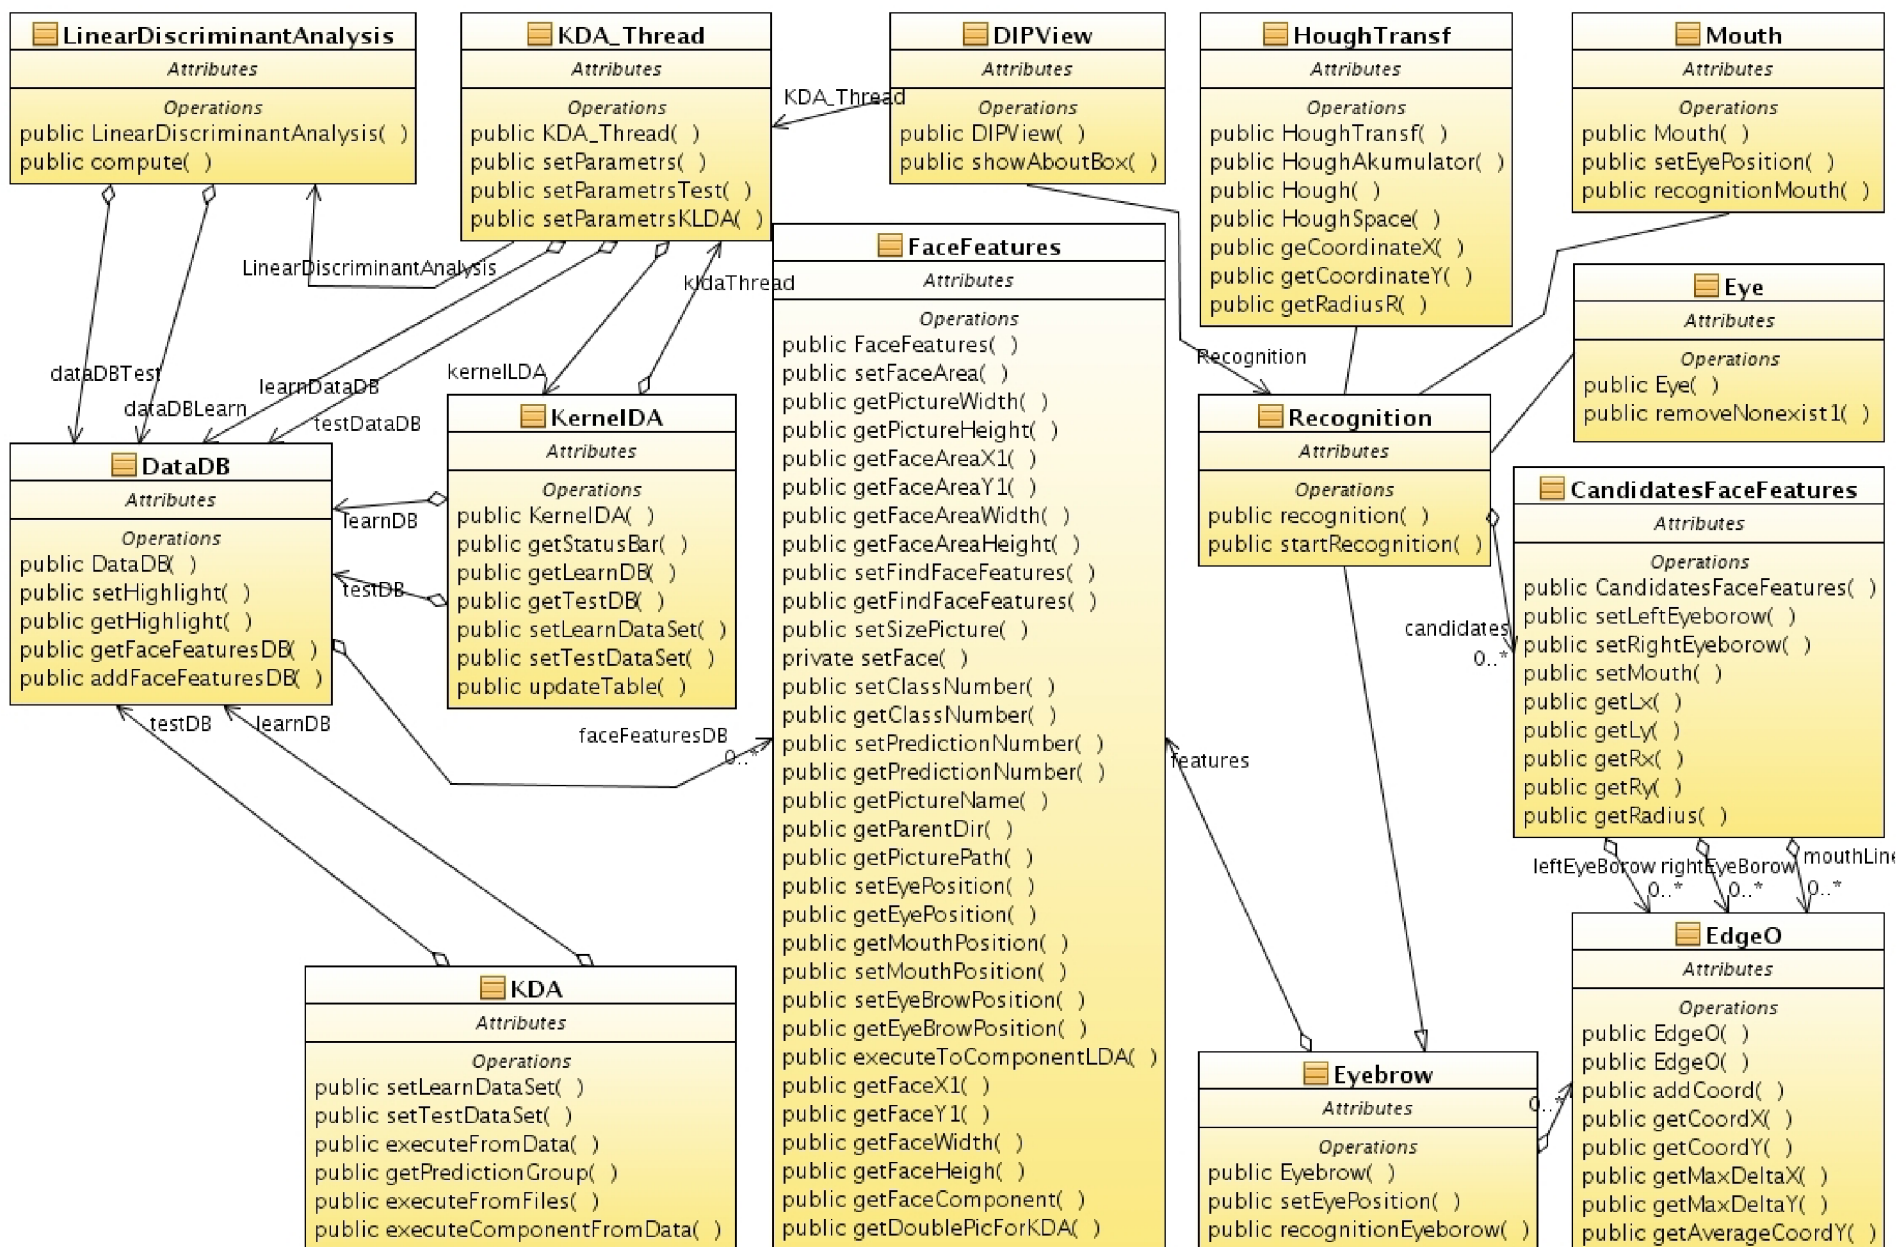 LinearDiscriminantAnalysis
Attributes
Operations
public LinearDiscriminantAnalysis( )
public compute( )
KDA_Thread
Attributes
Operations
public KDA_Thread( )
public setParametrs( )
public setParametrsTest( )
public setParametrsKLDA( )
KDA_Thread
DIPView
Attributes
Operations
public DIPView( )
public showAboutBox( )
HoughTransf
Attributes
Operations
public HoughTransf( )
public HoughAkumulator( )
public Hough( )
public HoughSpace( )
public geCoordinateX( )
public getCoordinateY( )
public getRadiusR( )
Mouth
Attributes
Operations
public Mouth( )
public setEyePosition( )
public recognitionMouth( )
LinearDiscriminantAnalysis
kldaThread
dataDBTest
dataDBLearn
learnDataDB
testDataDB
kernelLDA
FaceFeatures
Attributes
Operations
public FaceFeatures( )
public setFaceArea( )
public getPictureWidth( )
public getPictureHeight( )
public getFaceAreaX1( )
public getFaceAreaY1( )
public getFaceAreaWidth( )
public getFaceAreaHeight( )
public setFindFaceFeatures( )
public getFindFaceFeatures( )
public setSizePicture( )
private setFace( )
public setClassNumber( )
public getClassNumber( )
public setPredictionNumber( )
public getPredictionNumber( )
public getPictureName( )
public getParentDir( )
public getPicturePath( )
public setEyePosition( )
public getEyePosition( )
public getMouthPosition( )
public setMouthPosition( )
public setEyeBrowPosition( )
public getEyeBrowPosition( )
public executeToComponentLDA( )
public getFaceX1( )
public getFaceY1( )
public getFaceWidth( )
public getFaceHeigh( )
public getFaceComponent( )
public getDoublePicForKDA( )
Eye
Attributes
Operations
public Eye( )
public removeNonexist1( )
Recognition
Recognition
Attributes
Operations
public recognition( )
public startRecognition( )
KernelDA
Attributes
Operations
public KernelDA( )
public getStatusBar( )
public getLearnDB( )
public getTestDB( )
public setLearnDataSet( )
public setTestDataSet( )
public updateTable( )
learnDB
testDB
DataDB
Attributes
Operations
public DataDB( )
public setHighlight( )
public getHighlight( )
public getFaceFeaturesDB( )
public addFaceFeaturesDB( )
testDB
learnDB
faceFeaturesDB
0..*
features
candidates
0..*
CandidatesFaceFeatures
Attributes
Operations
public CandidatesFaceFeatures( )
public setLeftEyeborow( )
public setRightEyeborow( )
public setMouth( )
public getLx( )
public getLy( )
public getRx( )
public getRy( )
public getRadius( )
leftEyeBorow
rightEyeBorow
mouthLine
0..*
0..*
0..*
KDA
Attributes
Operations
public setLearnDataSet( )
public setTestDataSet( )
public executeFromData( )
public getPredictionGroup( )
public executeFromFiles( )
public executeComponentFromData( )
Eyebrow
Attributes
Operations
public Eyebrow( )
public setEyePosition( )
public recognitionEyeborow( )
0..*
EdgeO
Attributes
Operations
public EdgeO( )
public EdgeO( )
public addCoord( )
public getCoordX( )
public getCoordY( )
public getMaxDeltaX( )
public getMaxDeltaY( )
public getAverageCoordY( )